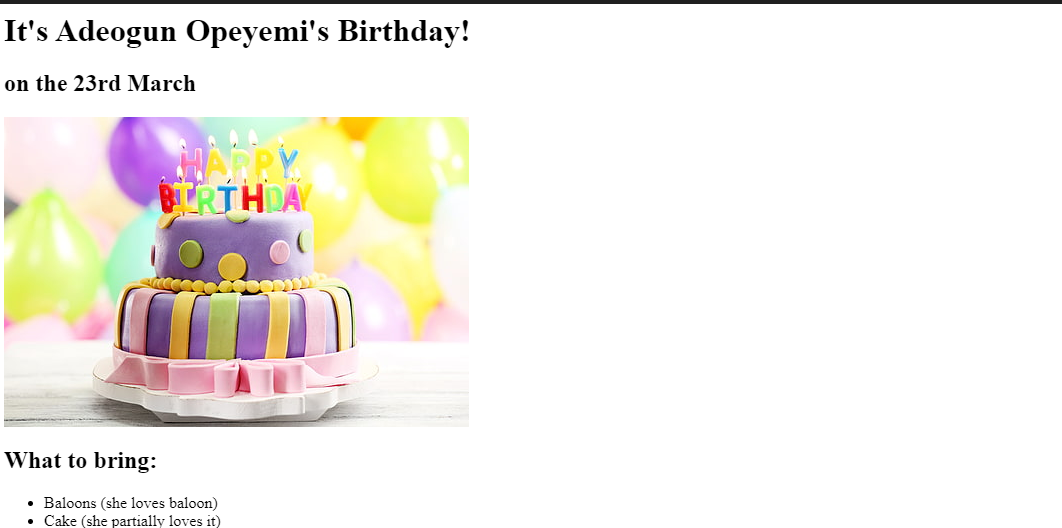 It's Adeogun Opeyemi's Birthday!
on the 23rd March
HAPPY
BIRTHDAY
What to bring:
Baloons (she loves baloon)
Cake (she partially loves it)